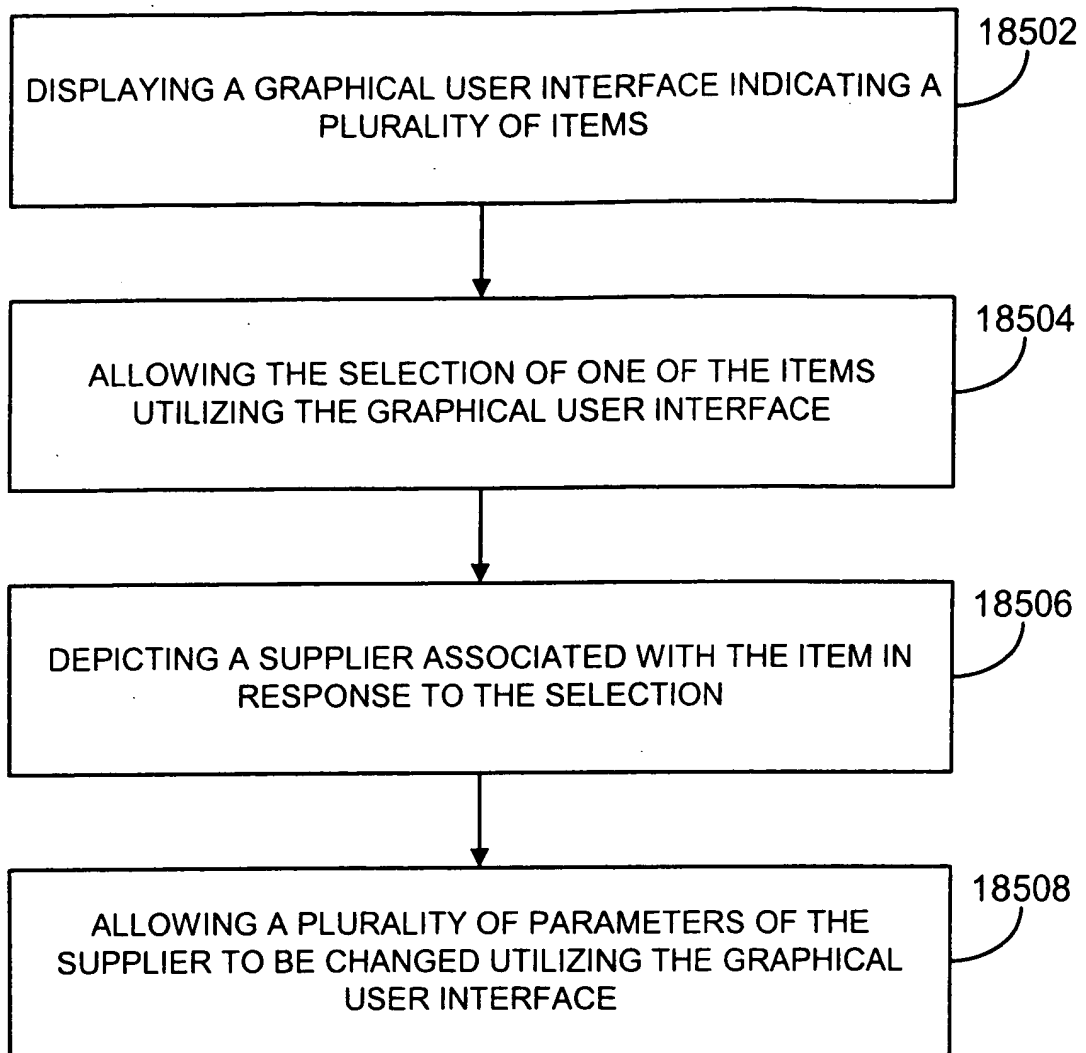 18502
DISPLAYING A GRAPHICAL USER INTERFACE INDICATING A
PLURALITY OF ITEMS
18504
ALLOWING THE SELECTION OF ONE OF THE ITEMS
UTILIZING THE GRAPHICAL USER INTERFACE
18506
DEPICTING A SUPPLIER ASSOCIATED WITH THE ITEM IN
RESPONSE TO THE SELECTION
18508
ALLOWING A PLURALITY OF PARAMETERS OF THE
SUPPLIER TO BE CHANGED UTILIZING THE GRAPHICAL
USER INTERFACE